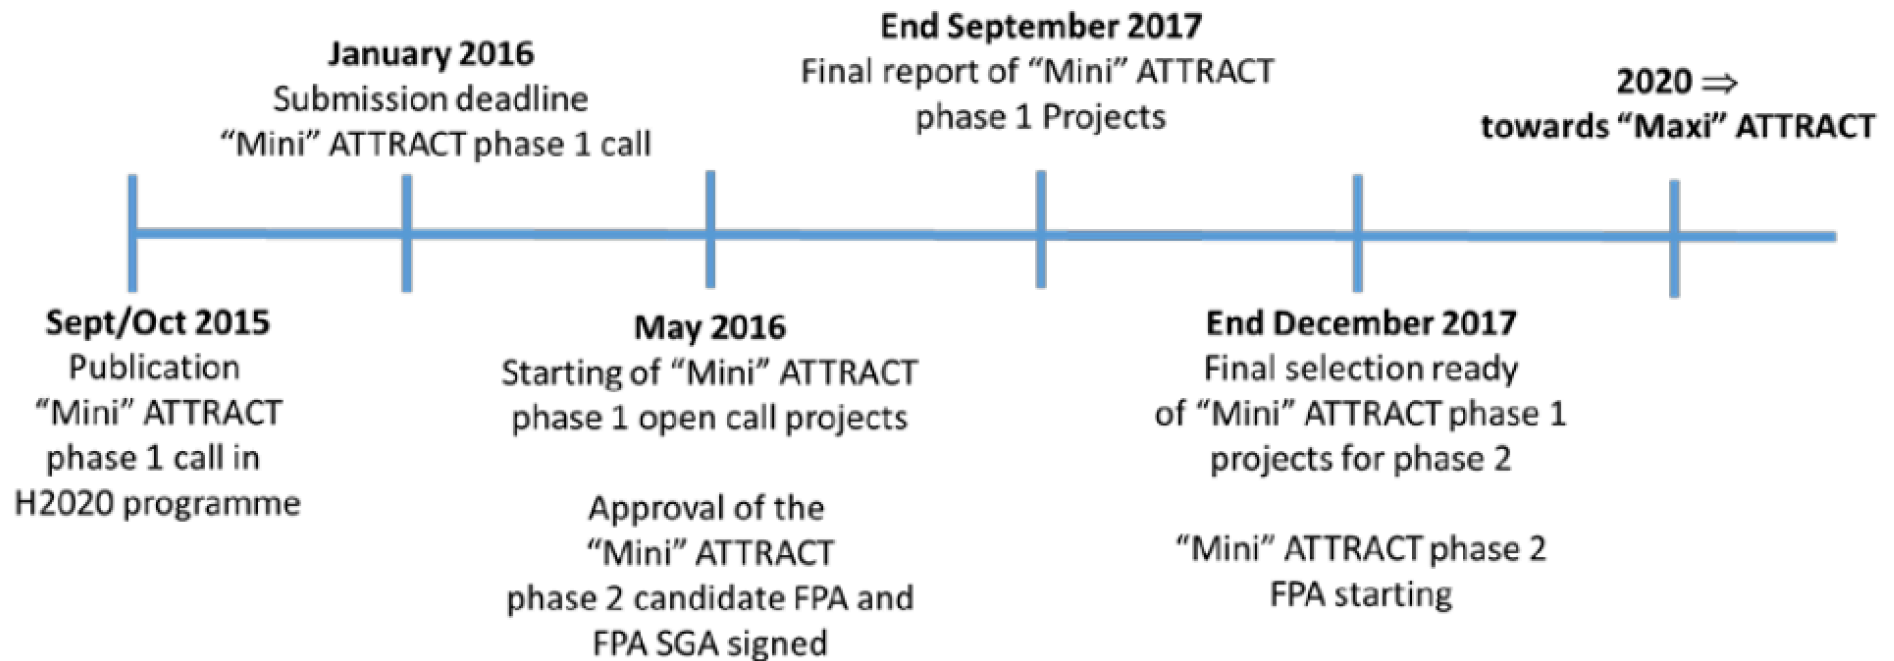 January 2016
Submission deadline
“Mini” ATTRACT phase 1 call
End September 2017
Final report of “Mini” ATTRACT
phase 1 Projects
2020 ⇒
towards “Maxi” ATTRACT
Sept/Oct 2015
Publication
“Mini” ATTRACT
phase 1 call in
H2020 programme
May 2016
Starting of “Mini” ATTRACT
phase 1 open call projects
Approval of the
“Mini” ATTRACT
phase 2 candidate FPA and
FPA SGA signed
End December 2017
Final selection ready
of “Mini” ATTRACT phase 1
projects for phase 2
“Mini” ATTRACT phase 2
FPA starting